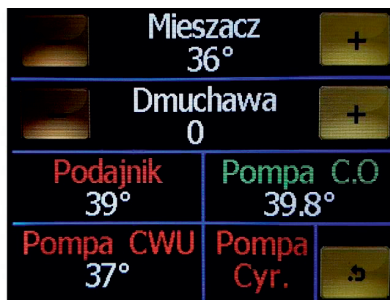 Mieszacz
36°
+
Dmuchawa
0
+
Podajnik
39°
Pompa C.O
39.8°
Pompa CWU
37°
Pompa
Cyr.